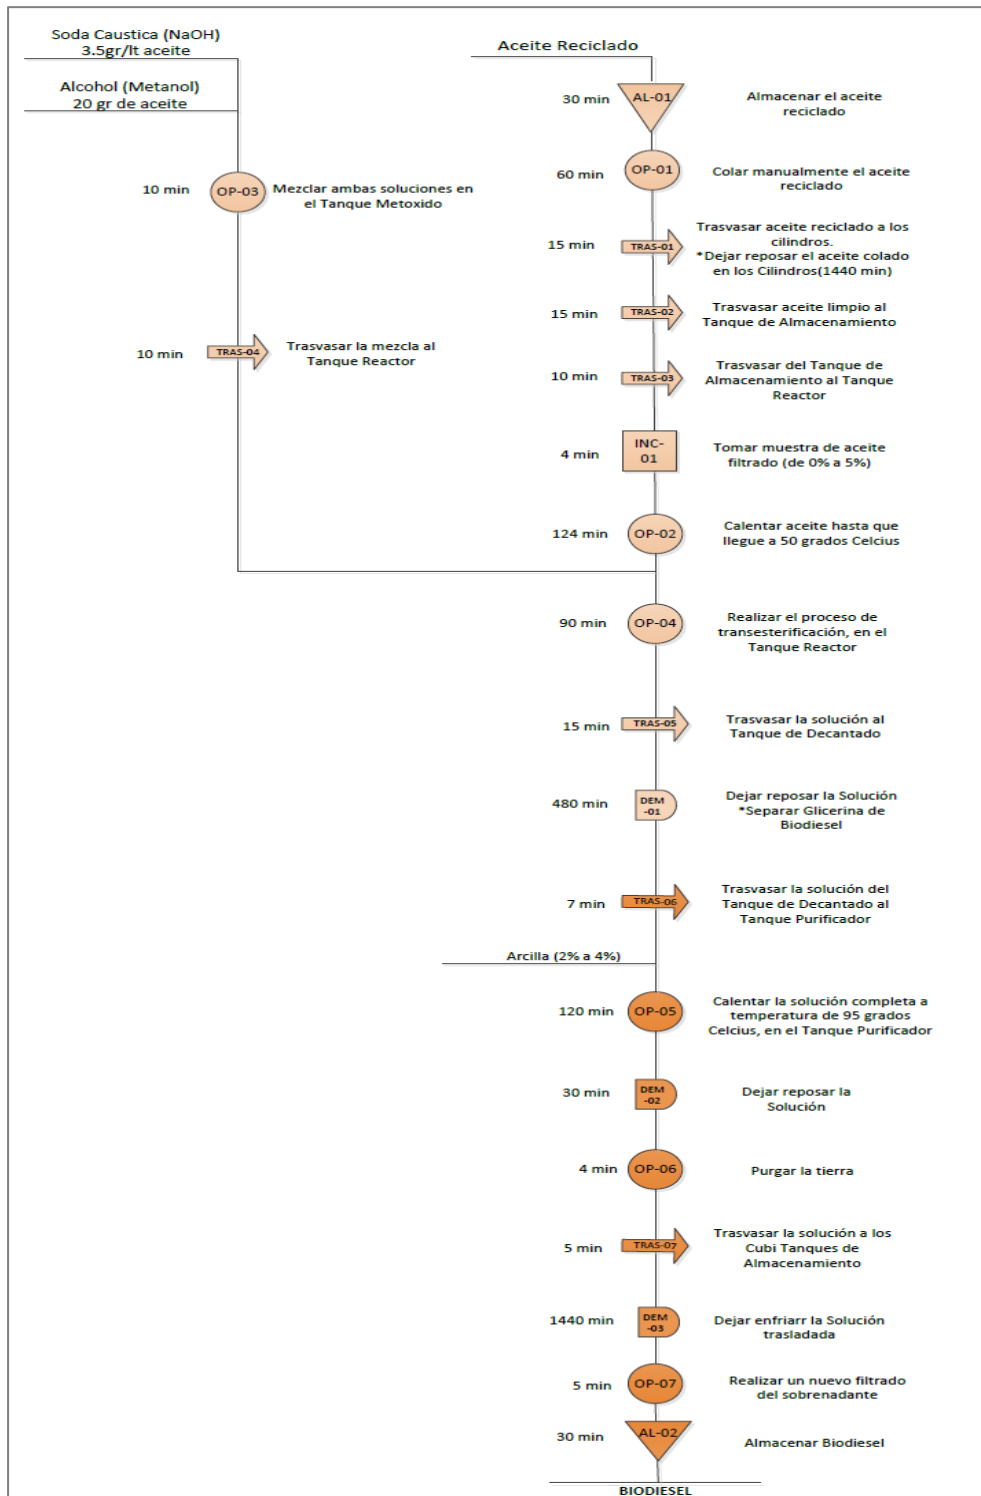 Soda Caustica (NaOH)
3.5gr/lt aceite
Alcohol (Metanol)
20 gr de aceite
10 min
OP-03
Mezclar ambas soluciones en
el Tanque Metoxido
10 min
TRAS-04
Trasvasar la mezcla al
Tanque Reactor
Aceite Reciclado
30 min
AL-01
Almacenar el aceite
reciclado
60 min
OP-01
Colar manualmente el aceite
reciclado
15 min
TRAS-01
Trasvasar aceite reciclado a los
cilindros.
*Dejar reposar el aceite colado
en los Cilindros(1440 min)
15 min
TRAS-02
Trasvasar aceite limpio al
Tanque de Almacenamiento
10 min
TRAS-03
Trasvasar del Tanque de
Almacenamiento al Tanque
Reactor
4 min
INC-
01
Tomar muestra de aceite
filtrado (de 0% a 5%)
124 min
OP-02
Calentar aceite hasta que
llegue a 50 grados Celcius
90 min
OP-04
Realizar el proceso de
transesterificación, en el
Tanque Reactor
15 min
TRAS-05
Trasvasar la solución al
Tanque de Decantado
480 min
DEM
-01
Dejar reposar la Solución
*Separar Glicerina de
Biodiesel
7 min
TRAS-06
Trasvasar la solución del
Tanque de Decantado al
Tanque Purificador
Arcilla (2% a 4%)
120 min
OP-05
Calentar la solución completa a
temperatura de 95 grados
Celcius, en el Tanque Purificador
30 min
DEM
-02
Dejar reposar la
Solución
4 min
OP-06
Purgar la tierra
5 min
TRAS-07
Trasvasar la solución a los
Cubi Tanques de
Almacenamiento
1440 min
DEM
-03
Dejar enfriarr la Solución
trasladada
5 min
OP-07
Realizar un nuevo filtrado
del sobrenadante
30 min
AL-02
Almacenar Biodiesel
BIODIESEL